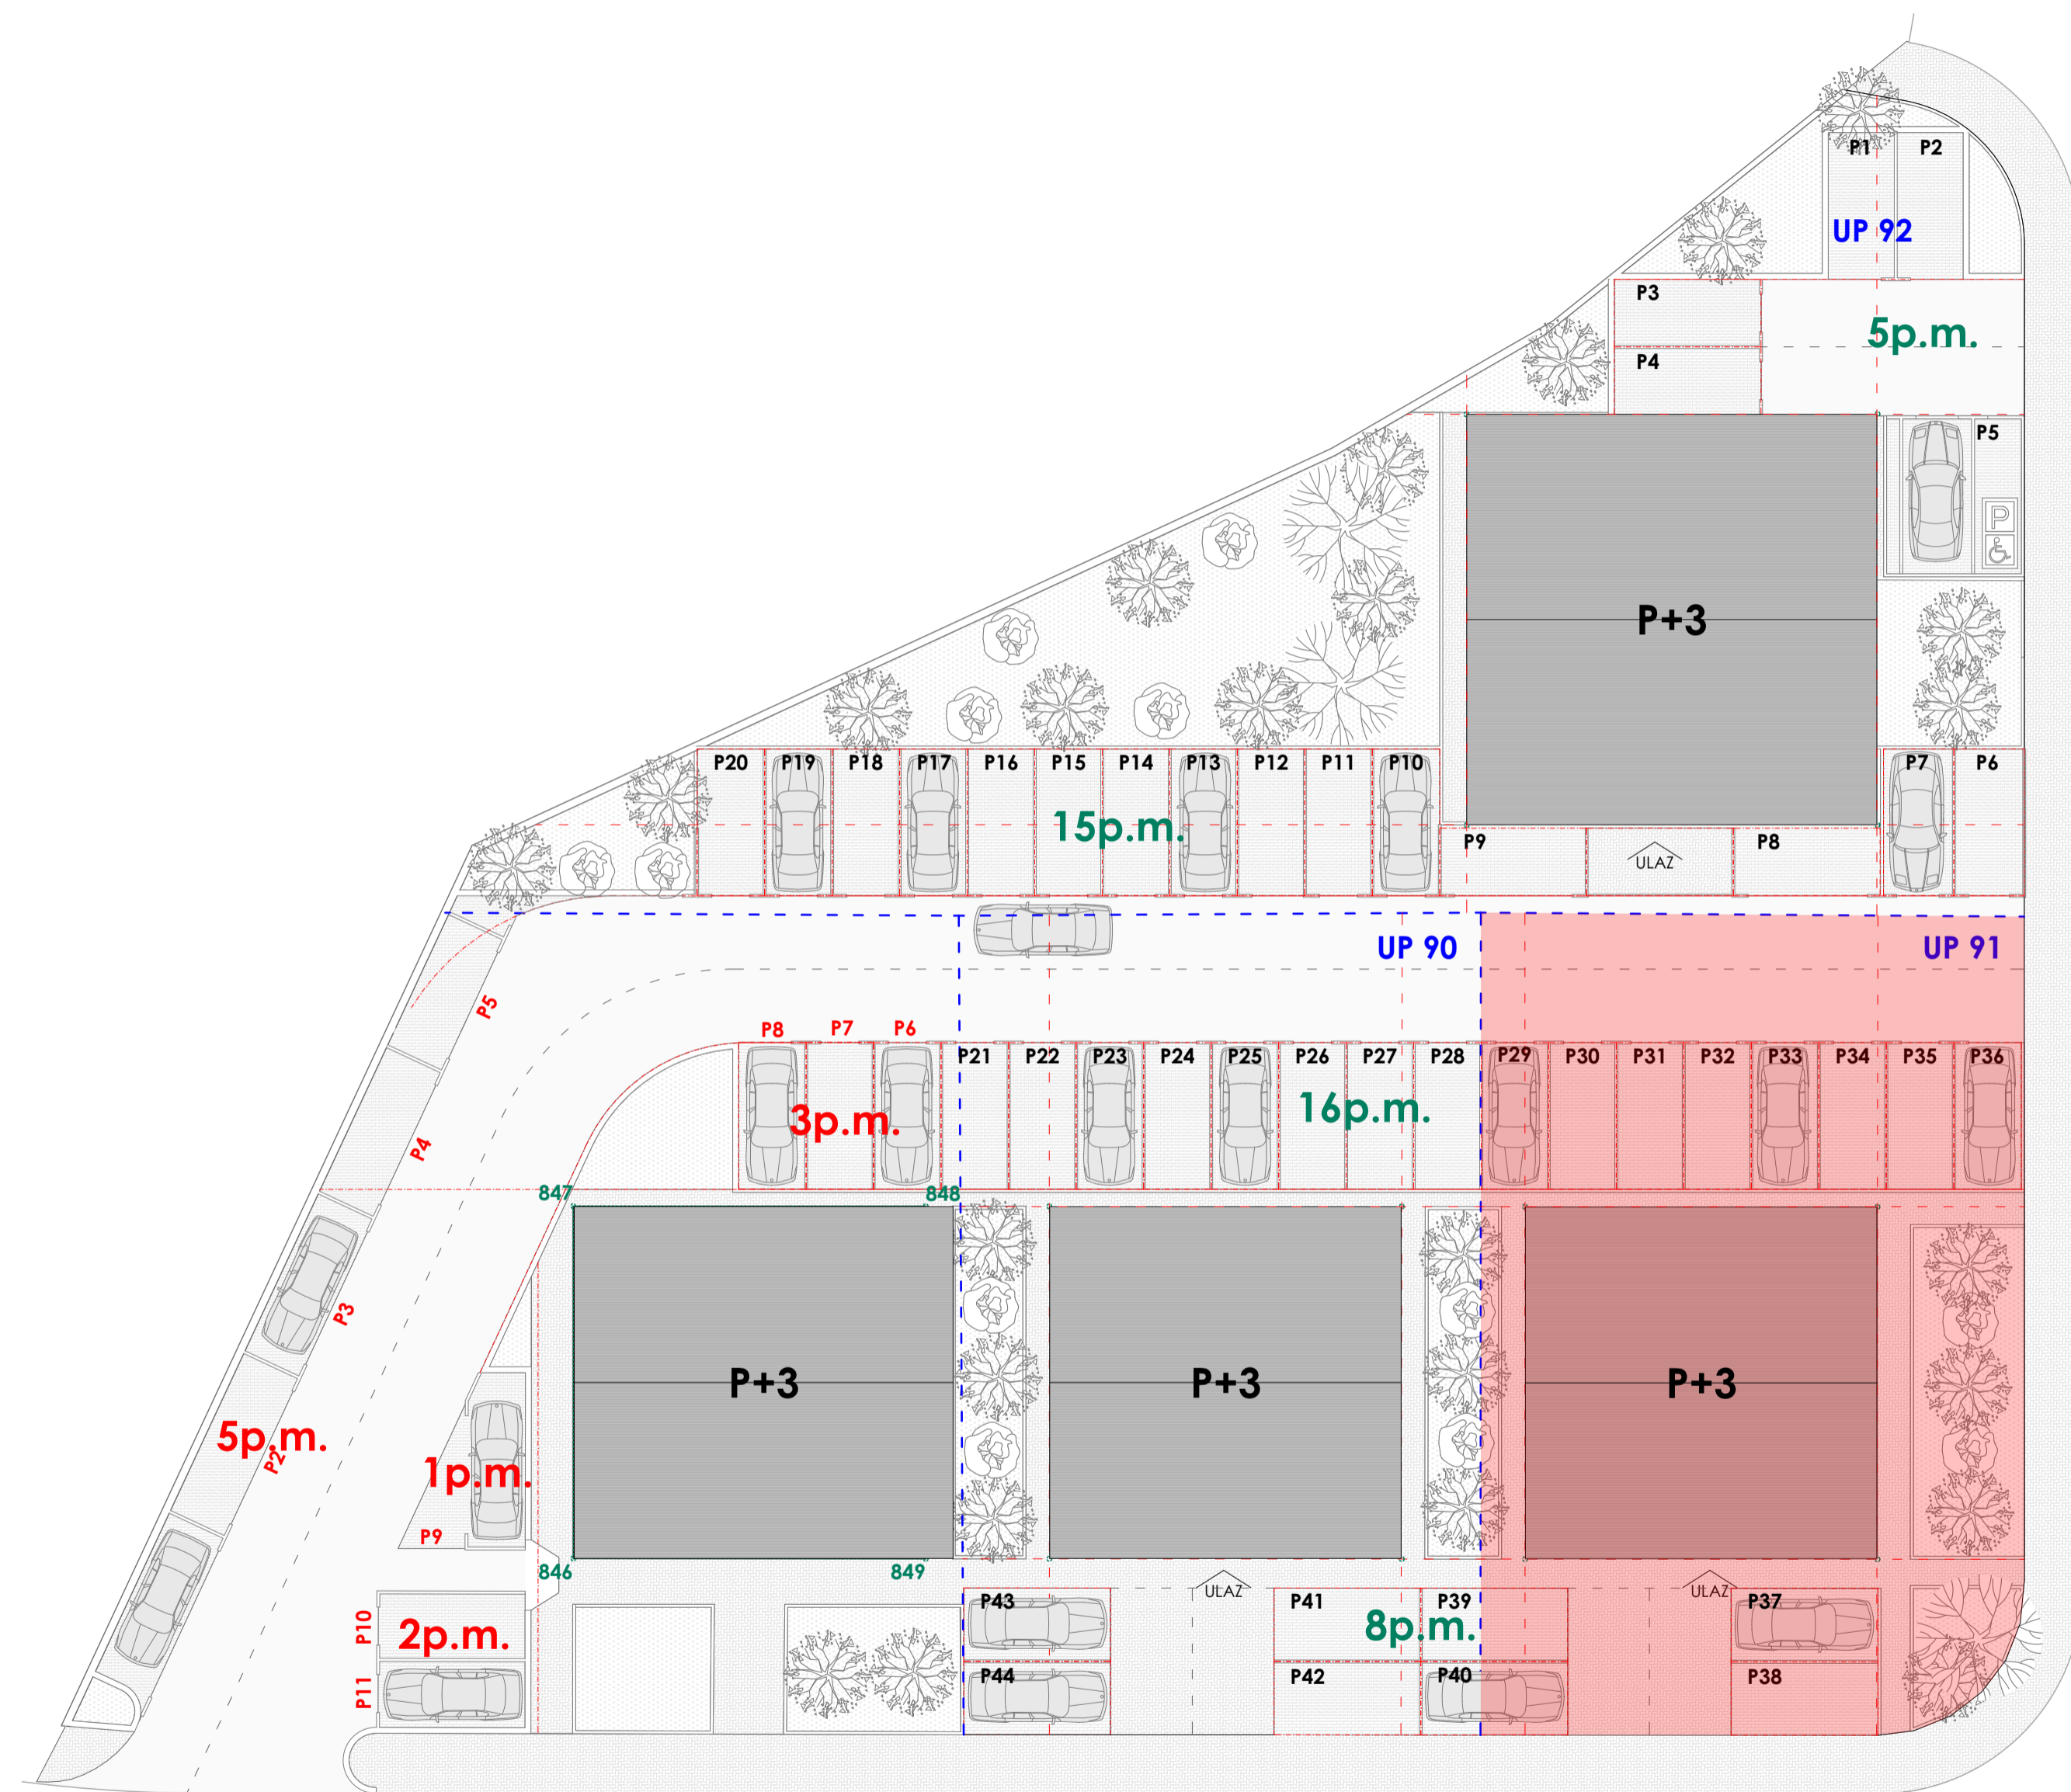 P1
P2
UP 92
P3
5p.m.
P4
P5
P
P+3
P20
P19
P18
P17
P16
P15
P14
P13
P12
P11
P10
P7
P6
15p.m.
P9
ULAZ
P8
UP 90
UP 91
P5
P8
P7
P6
P21
P22
P23
P24
P25
P26
P27
P28
P29
P30
P31
P32
P33
P34
P35
P36
3p.m.
16p.m.
P4
847
848
P3
P+3
P+3
P+3
5p.m.
P2
1p.m.
P9
846
849
ULAZ
ULAZ
P43
P41
P39
P37
P10
2p.m.
8p.m.
P44
P42
P40
P38
P11